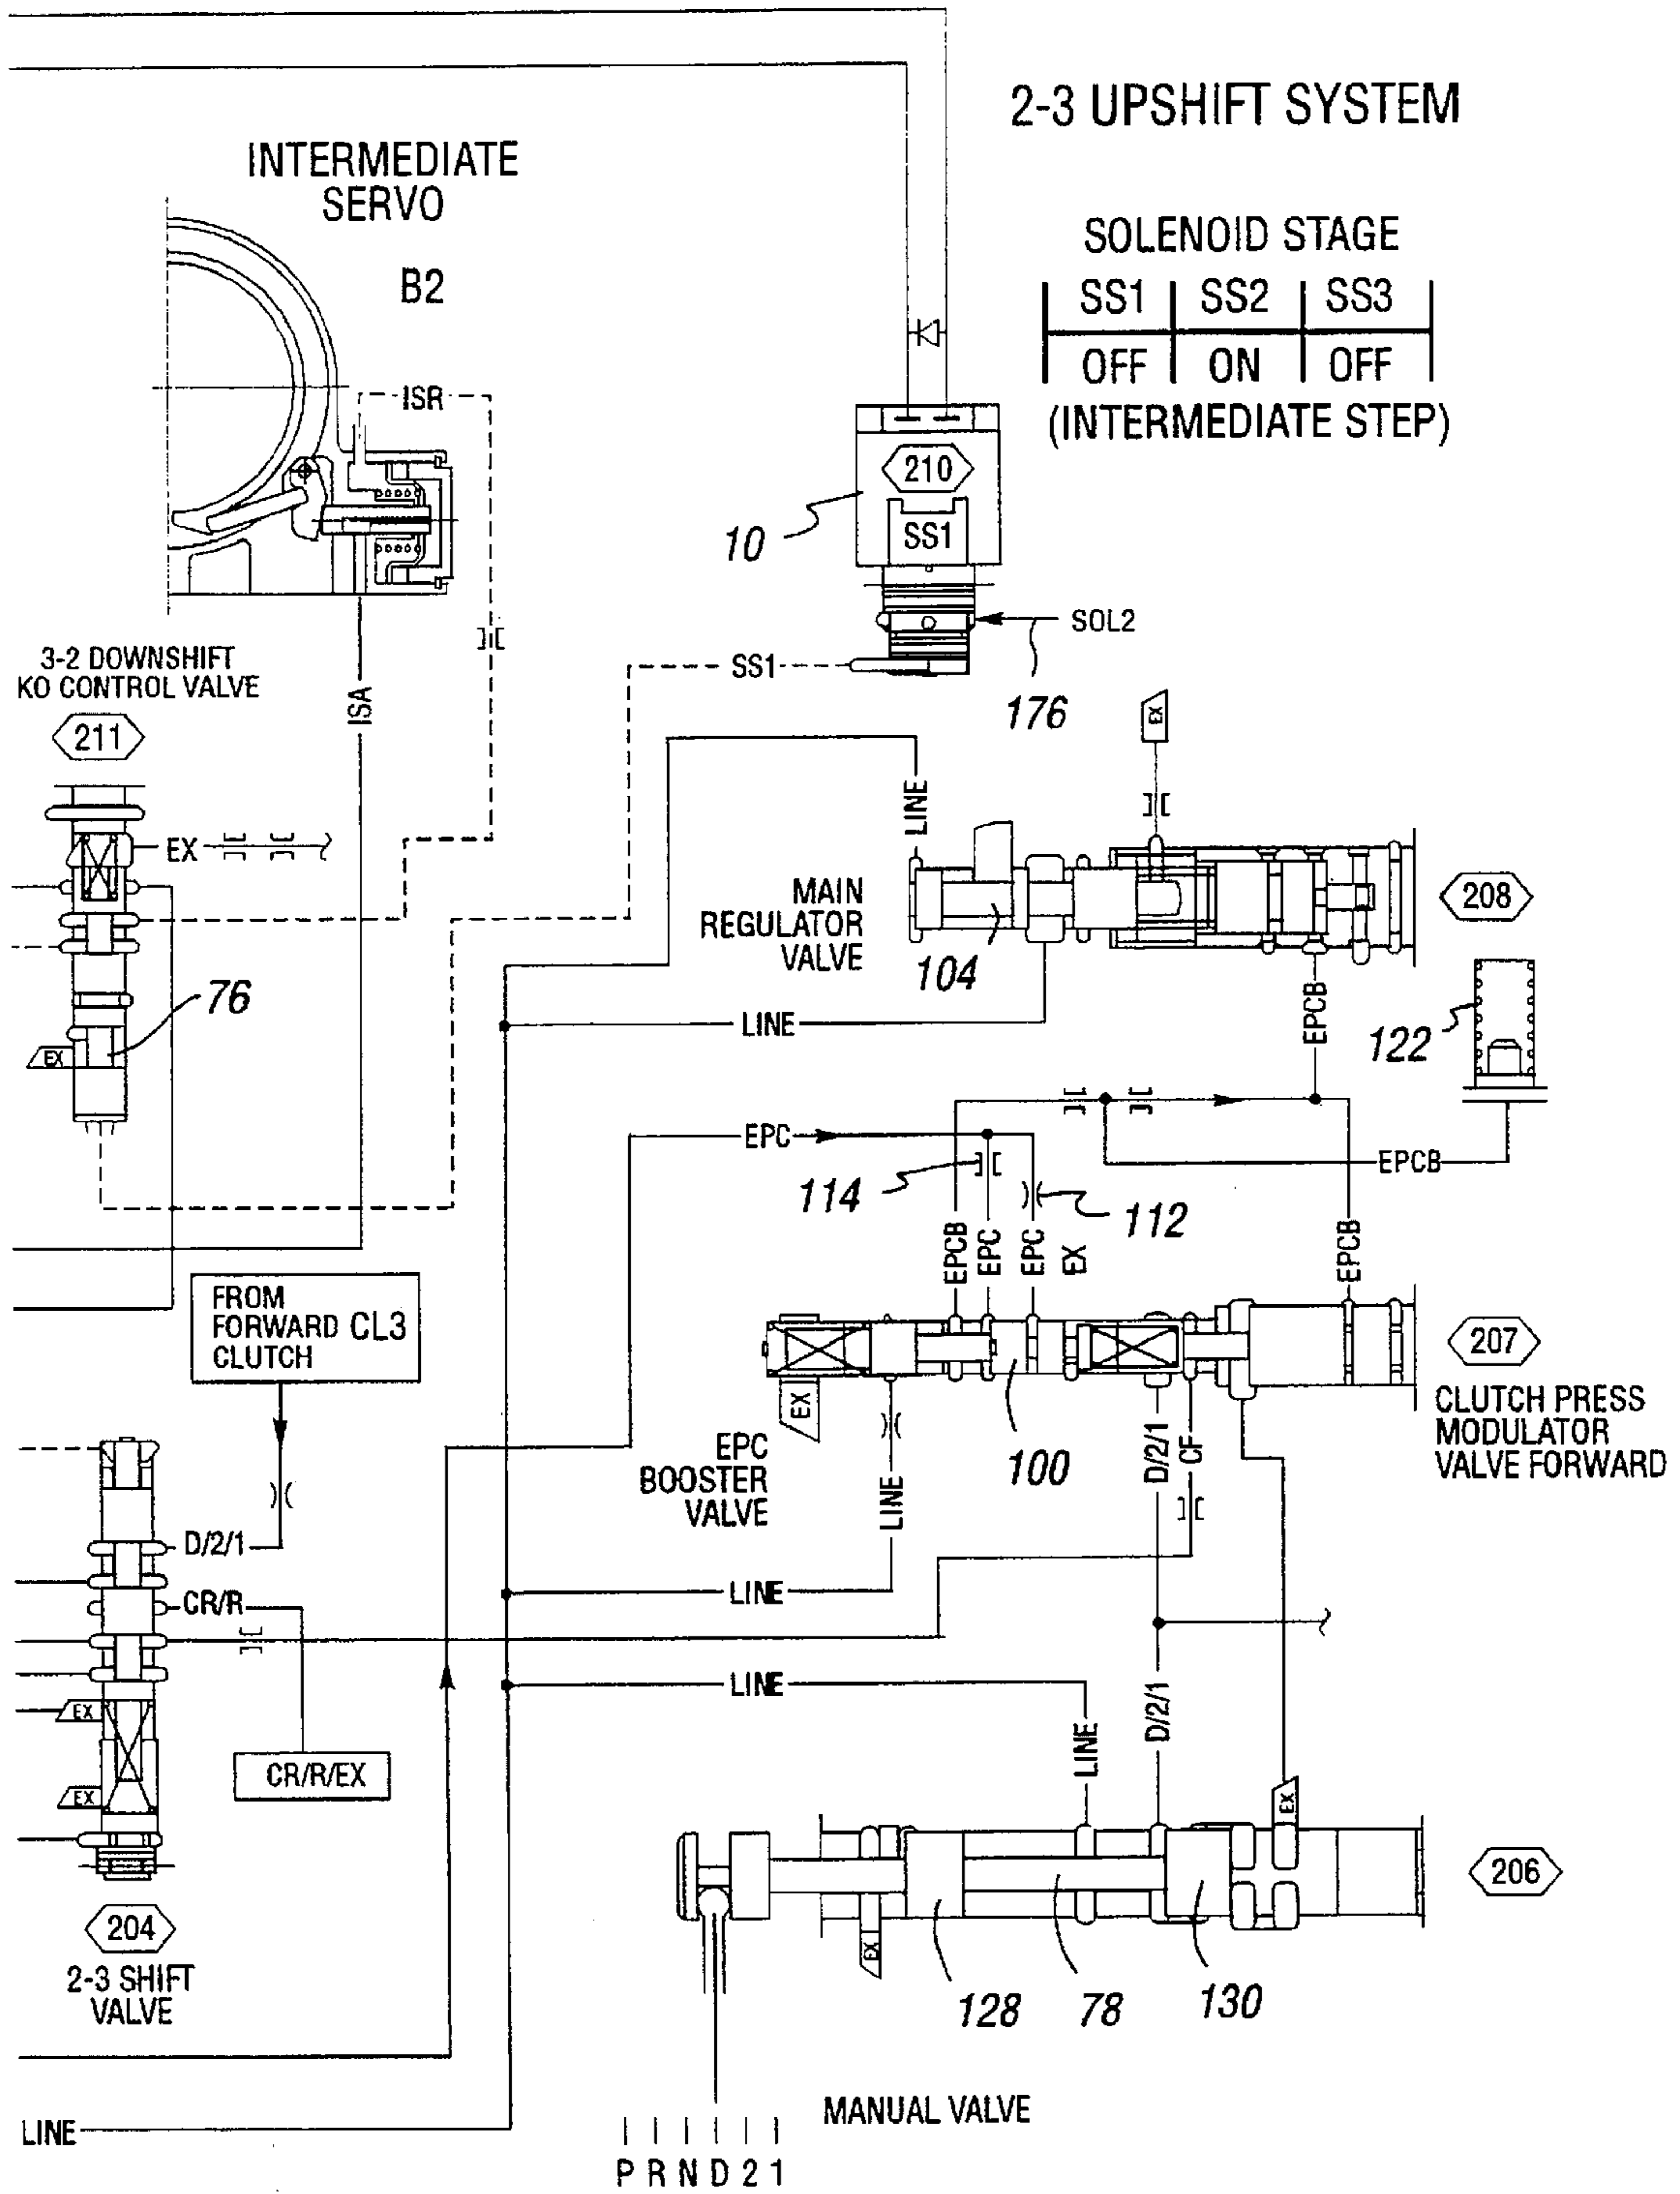 2-3 UPSHIFT SYSTEM
INTERMEDIATE
SERVO
B2
SOLENOID STAGE
SS1 SS2 SS3
OFF ON OFF
(INTERMEDIATE STEP)
ISR
210
10
SS1
SOL2
176
SS1
3-2 DOWNSHIFT
KO CONTROL VALVE
211
ISA
EX
LINE
EX
MAIN
REGULATOR
VALVE
104
208
76
EX
LINE
EPCB
122
EPC
EPCB
114
112
EPCB
EPC
EPC
EX
EPCB
FROM
FORWARD CL3
CLUTCH
207
CLUTCH PRESS
MODULATOR
VALVE FORWARD
EX
EPC
BOOSTER
VALVE
LINE
100
D/2/1
CF
D/2/1
CR/R
LINE
LINE
EX
LINE
D/2/1
CR/R/EX
EX
EX
206
204
2-3 SHIFT
VALVE
EX
128
78
130
LINE
MANUAL VALVE
P R N D 2 1